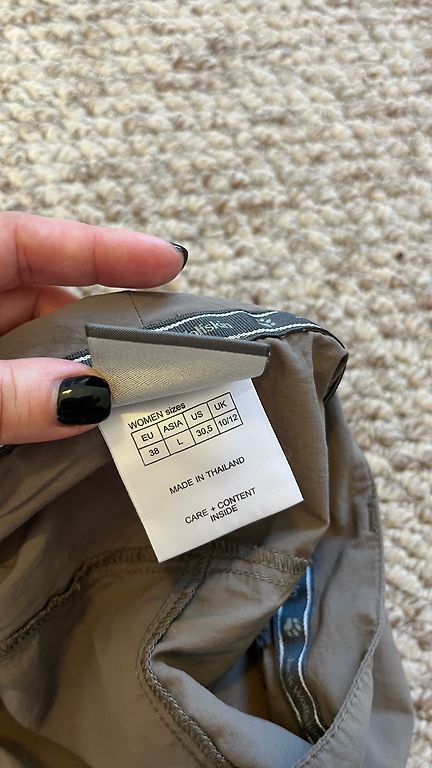 WOMEN sizes
EU ASIA US UK
38 L 30,5 10/12
MADE IN THAILAND
CARE + CONTENT
INSIDE